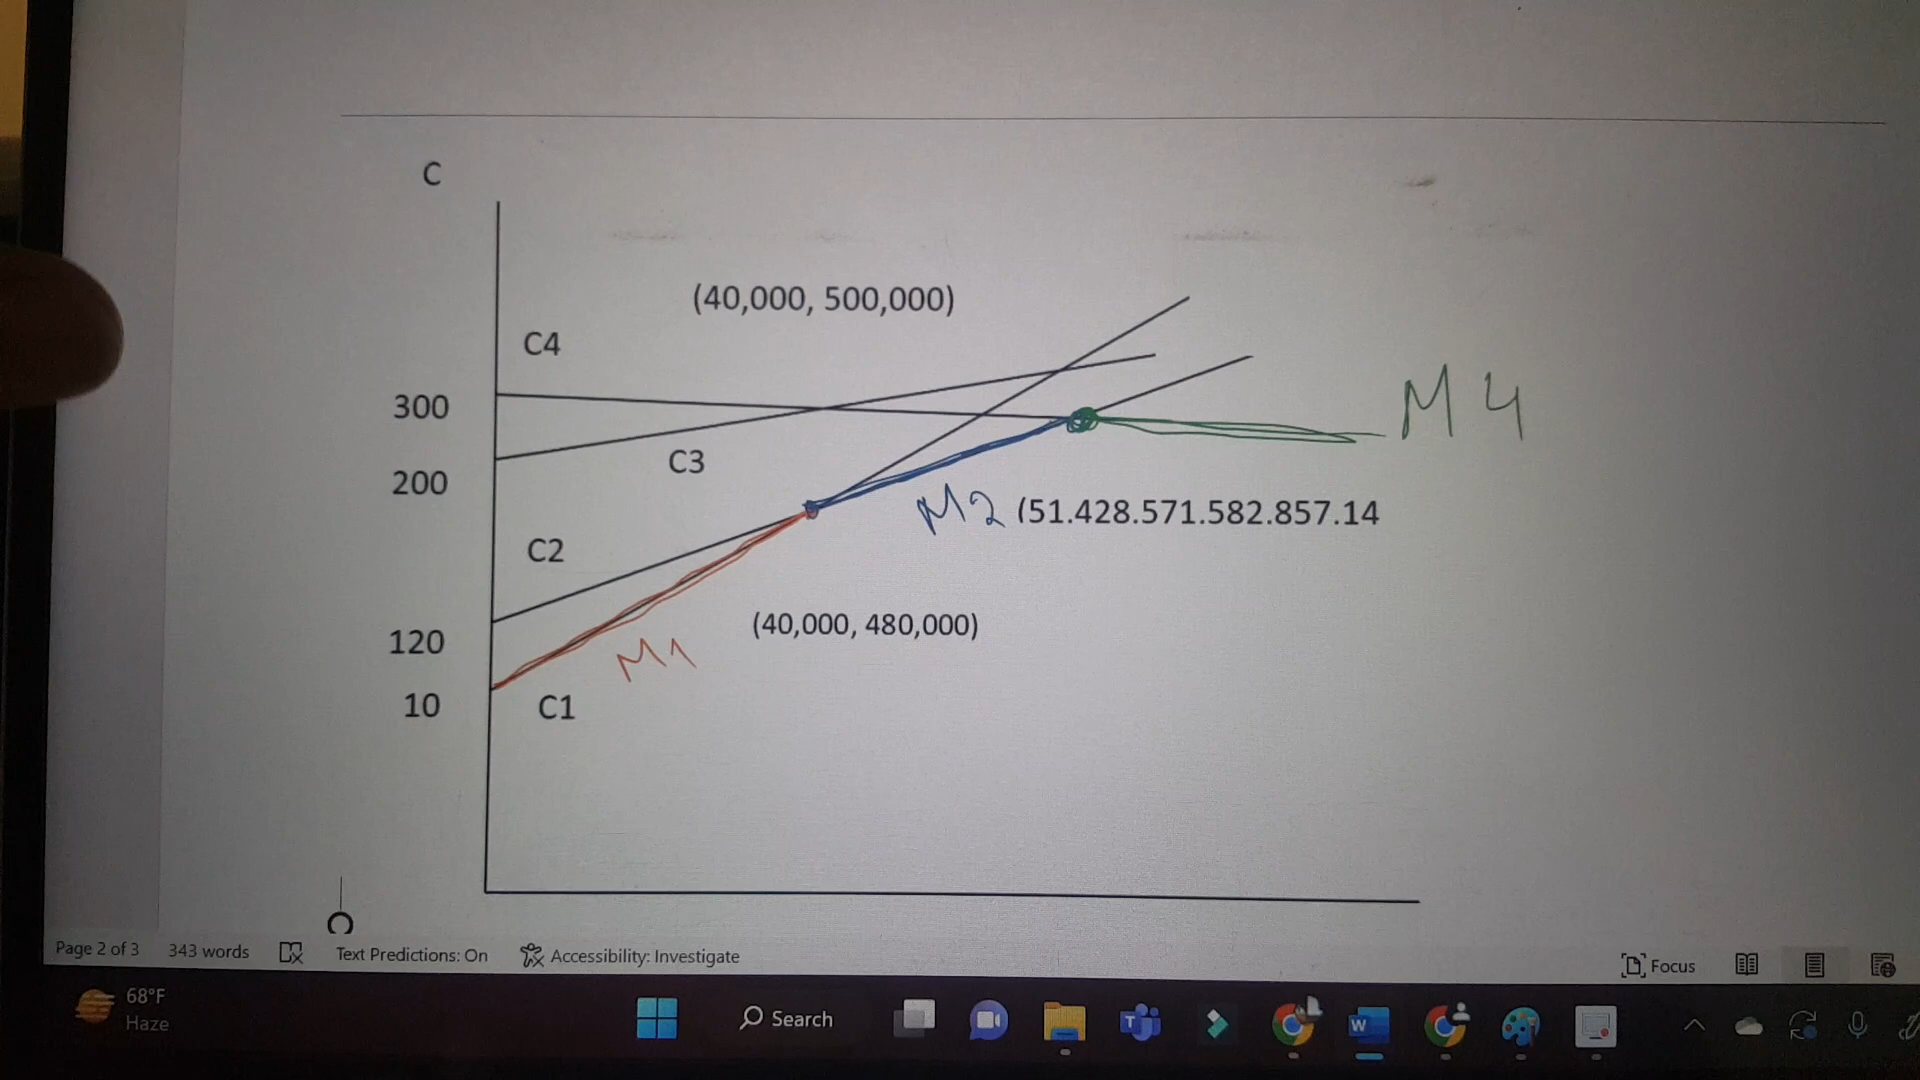 C
(40,000, 500,000)
C4
300
M 4
C3
200
M2 (51.428.571.582.857.14
C2
120
(40,000, 480,000)
M1
10
C1
Page 2 of 3 343 words Text Predictions: On Accessibility: Investigate Focus
68°F
Haze
Search